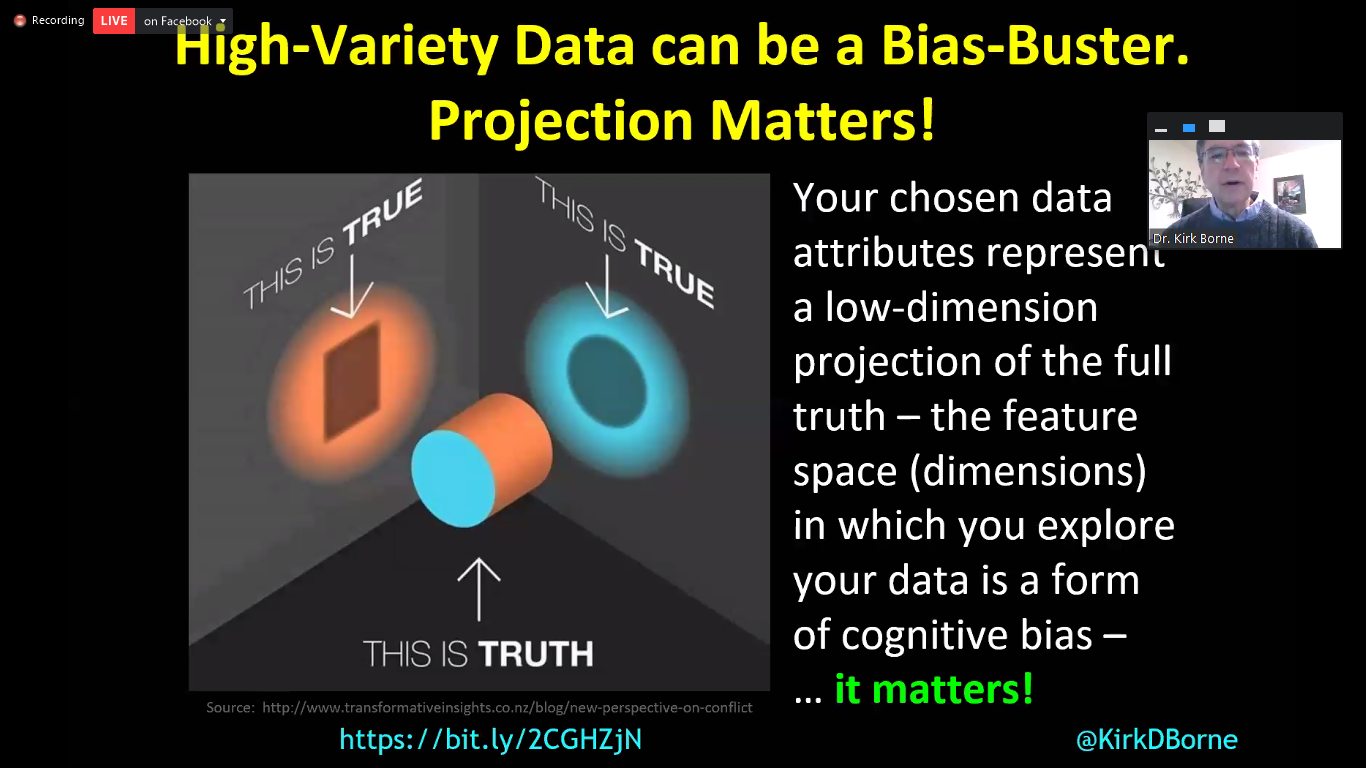 Recording
LIVE on Facebook
High-Variety Data can be a Bias-Buster.
Projection Matters!
THIS IS TRUE
THIS IS TRUE
THIS IS TRUTH
Source: http://www.transformativeinsights.co.nz/blog/new-perspective-on-conflict
Your chosen data
attributes represent
a low-dimension
projection of the full
truth – the feature
space (dimensions)
in which you explore
your data is a form
of cognitive bias –
... it matters!
Dr. Kirk Borne
https://bit.ly/2CGHZjN
@KirkDBorne